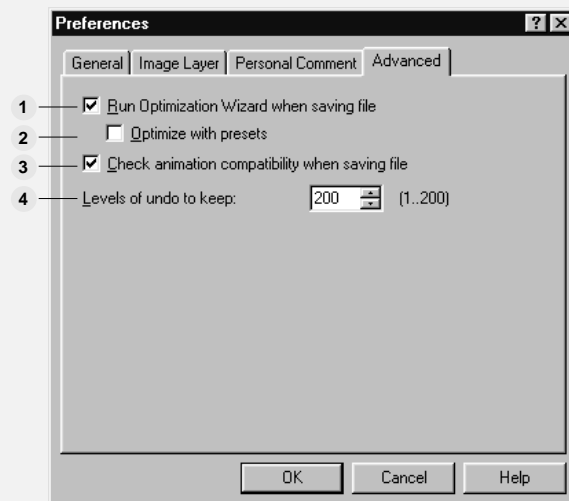 Preferences ? ×
General Image Layer Personal Comment Advanced
1 Run Optimization Wizard when saving file
2 Optimize with presets
3 Check animation compatibility when saving file
4 Levels of undo to keep: 200 (1..200)
OK Cancel Help